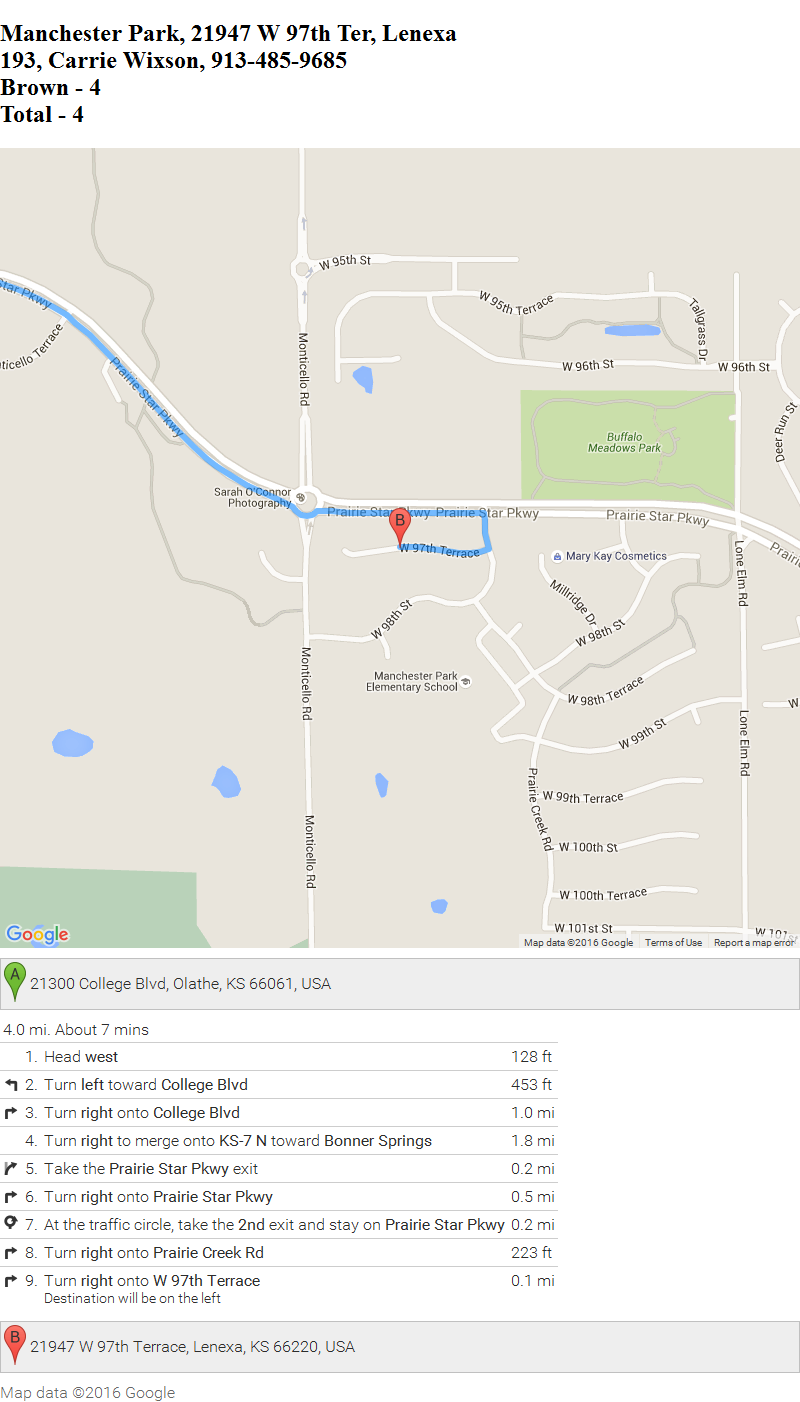 Manchester Park, 21947 W 97th Ter, Lenexa
193, Carrie Wixson, 913-485-9685
Brown - 4
Total - 4
W 95th St
Star Pkwy
W 95th Terrace
Tallgrass Dr
ticello Terrace
Monticello Rd
W 96th St
W 96th St
Prairie Star Pkwy
Deer Run St
Buffalo
Meadows Park
Sarah O'Connor
Photography
Prairie Star Pkwy
Prairie Star Pkwy
Prairie Star Pkwy
Prairie
B
W 97th Terrace
Mary Kay Cosmetics
Lone Elm Rd
Millridge Dr
W 98th St
W 98th St
Monticello Rd
Manchester Park
Elementary School
W 98th Terrace
W
W 99th St
Lone Elm Rd
Prairie Creek Rd
W 99th Terrace
Monticello Rd
W 100th St
W 100th Terrace
W 101st St
W 101st
Google
Map data ©2016 Google Terms of Use Report a map error
A 21300 College Blvd, Olathe, KS 66061, USA
4.0 mi. About 7 mins
1. Head west 128 ft
2. Turn left toward College Blvd 453 ft
3. Turn right onto College Blvd 1.0 mi
4. Turn right to merge onto KS-7 N toward Bonner Springs 1.8 mi
5. Take the Prairie Star Pkwy exit 0.2 mi
6. Turn right onto Prairie Star Pkwy 0.5 mi
7. At the traffic circle, take the 2nd exit and stay on Prairie Star Pkwy 0.2 mi
8. Turn right onto Prairie Creek Rd 223 ft
9. Turn right onto W 97th Terrace 0.1 mi
Destination will be on the left
B 21947 W 97th Terrace, Lenexa, KS 66220, USA
Map data ©2016 Google